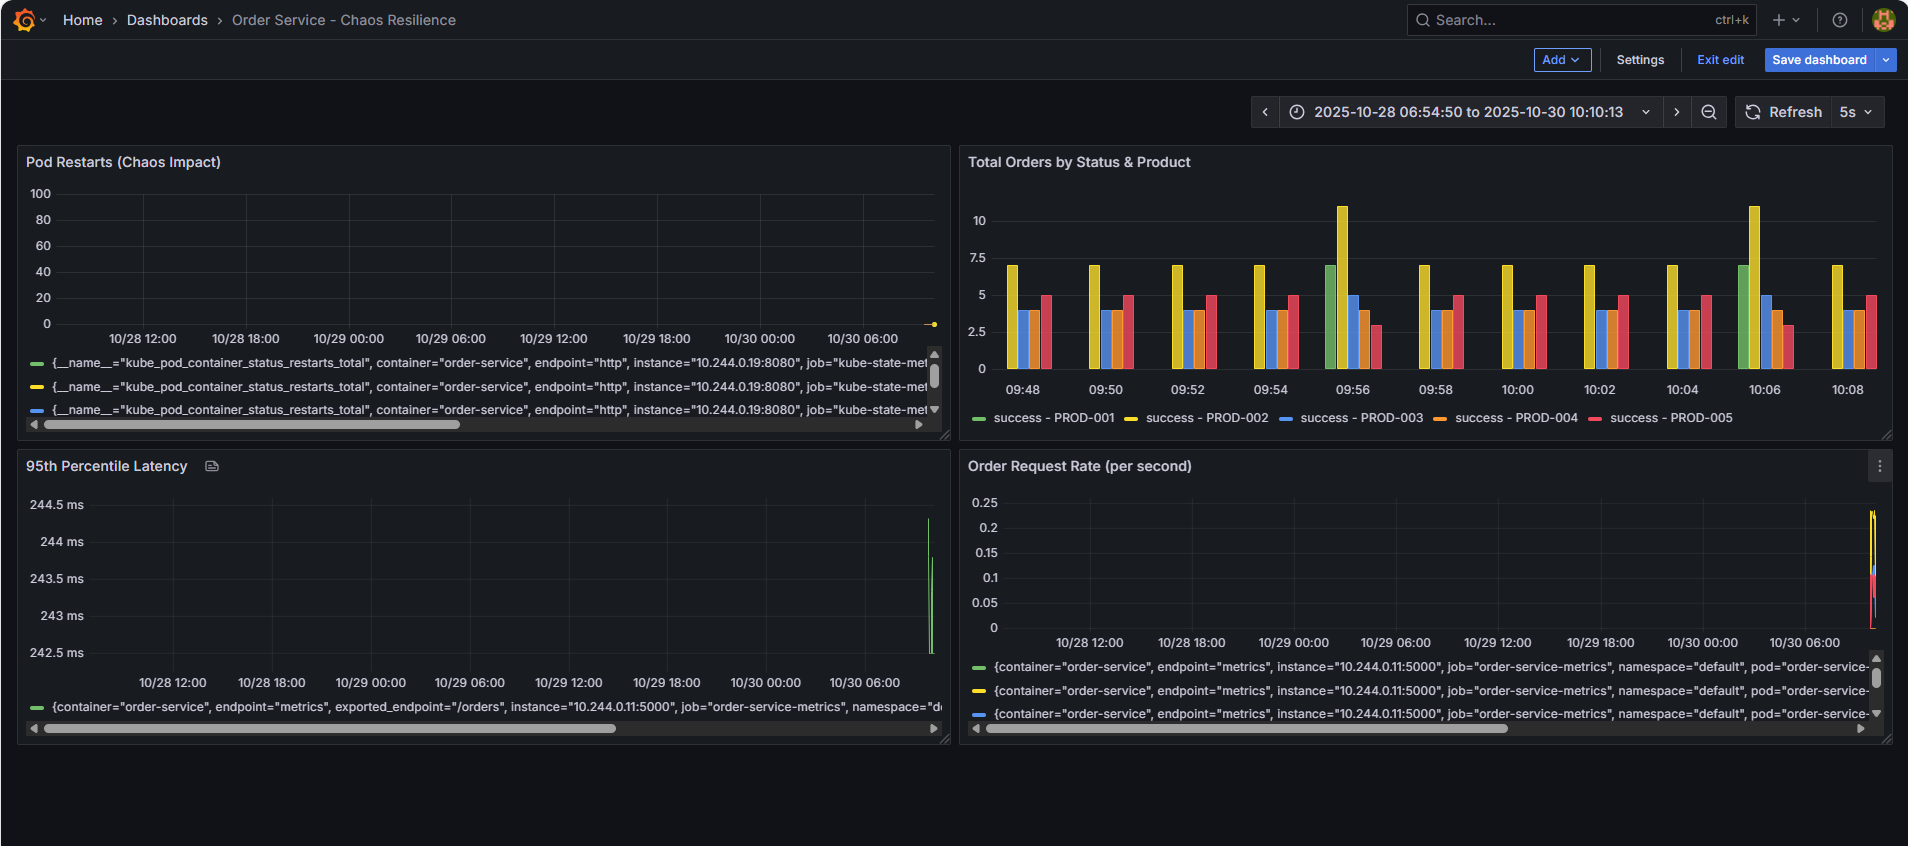 Home › Dashboards › Order Service - Chaos Resilience
Search... ctrl+k
Add Settings Exit edit Save dashboard
2025-10-28 06:54:50 to 2025-10-30 10:10:13 Refresh 5s
Pod Restarts (Chaos Impact)
100
80
60
40
20
0
10/28 12:00 10/28 18:00 10/29 00:00 10/29 06:00 10/29 12:00 10/29 18:00 10/30 00:00 10/30 06:00
{__name__="kube_pod_container_status_restarts_total", container="order-service", endpoint="http", instance="10.244.0.19:8080", job="kube-state-met
{__name__="kube_pod_container_status_restarts_total", container="order-service", endpoint="http", instance="10.244.0.19:8080", job="kube-state-met
{__name__="kube_pod_container_status_restarts_total", container="order-service", endpoint="http", instance="10.244.0.19:8080", job="kube-state-met
Total Orders by Status & Product
10
7.5
5
2.5
0
09:48 09:50 09:52 09:54 09:56 09:58 10:00 10:02 10:04 10:06 10:08
success - PROD-001 success - PROD-002 success - PROD-003 success - PROD-004 success - PROD-005
95th Percentile Latency
244.5 ms
244 ms
243.5 ms
243 ms
242.5 ms
10/28 12:00 10/28 18:00 10/29 00:00 10/29 06:00 10/29 12:00 10/29 18:00 10/30 00:00 10/30 06:00
{container="order-service", endpoint="metrics", exported_endpoint="/orders", instance="10.244.0.11:5000", job="order-service-metrics", namespace="de
Order Request Rate (per second)
0.25
0.2
0.15
0.1
0.05
0
10/28 12:00 10/28 18:00 10/29 00:00 10/29 06:00 10/29 12:00 10/29 18:00 10/30 00:00 10/30 06:00
{container="order-service", endpoint="metrics", instance="10.244.0.11:5000", job="order-service-metrics", namespace="default", pod="order-service-
{container="order-service", endpoint="metrics", instance="10.244.0.11:5000", job="order-service-metrics", namespace="default", pod="order-service-
{container="order-service", endpoint="metrics", instance="10.244.0.11:5000", job="order-service-metrics", namespace="default", pod="order-service-